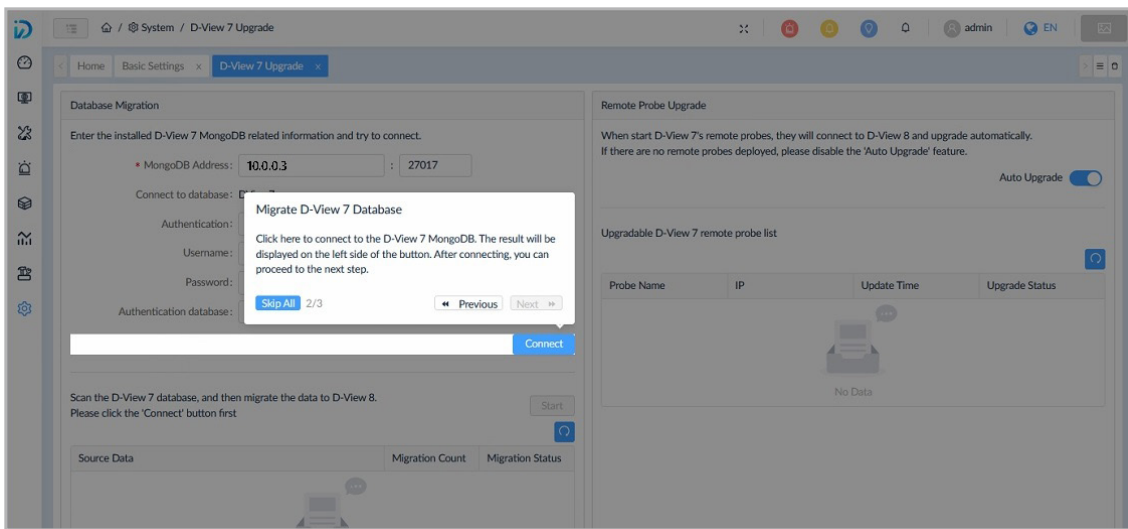 / System / D-View 7 Upgrade
admin
EN
Home
Basic Settings x
D-View 7 Upgrade x
Database Migration
Enter the installed D-View 7 MongoDB related information and try to connect.
* MongoDB Address: 10.0.0.3 : 27017
Connect to database:
Authentication:
Username:
Password:
Authentication database:
Migrate D-View 7 Database
Click here to connect to the D-View 7 MongoDB. The result will be
displayed on the left side of the button. After connecting, you can
proceed to the next step.
Skip All 2/3 Previous Next
Connect
Scan the D-View 7 database, and then migrate the data to D-View 8.
Please click the 'Connect' button first
Start
Source Data Migration Count Migration Status
Remote Probe Upgrade
When start D-View 7's remote probes, they will connect to D-View 8 and upgrade automatically.
If there are no remote probes deployed, please disable the 'Auto Upgrade' feature.
Auto Upgrade
Upgradable D-View 7 remote probe list
Probe Name IP Update Time Upgrade Status
No Data